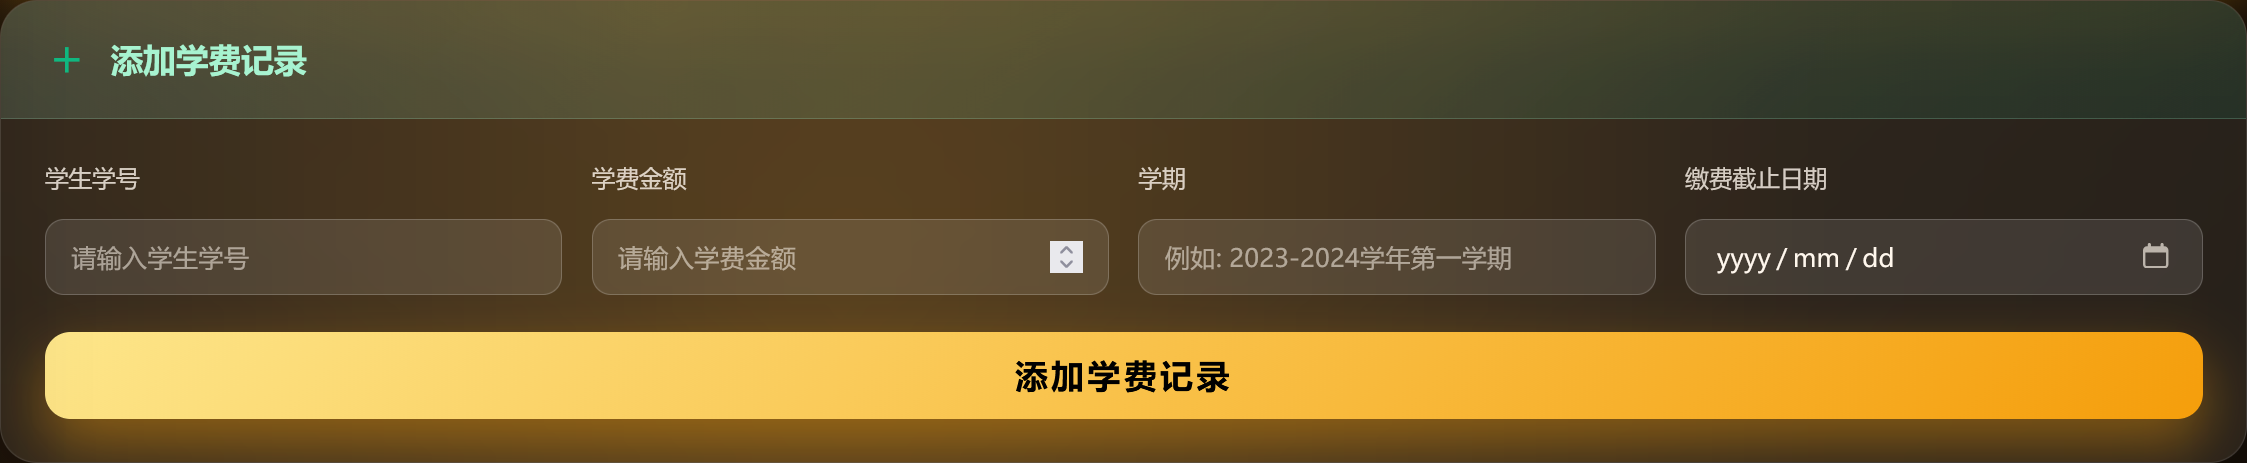 添加学费记录
学生学号
学费金额
学期
缴费截止日期
请输入学生学号
请输入学费金额
例如: 2023-2024学年第一学期
yyyy / mm / dd
添加学费记录